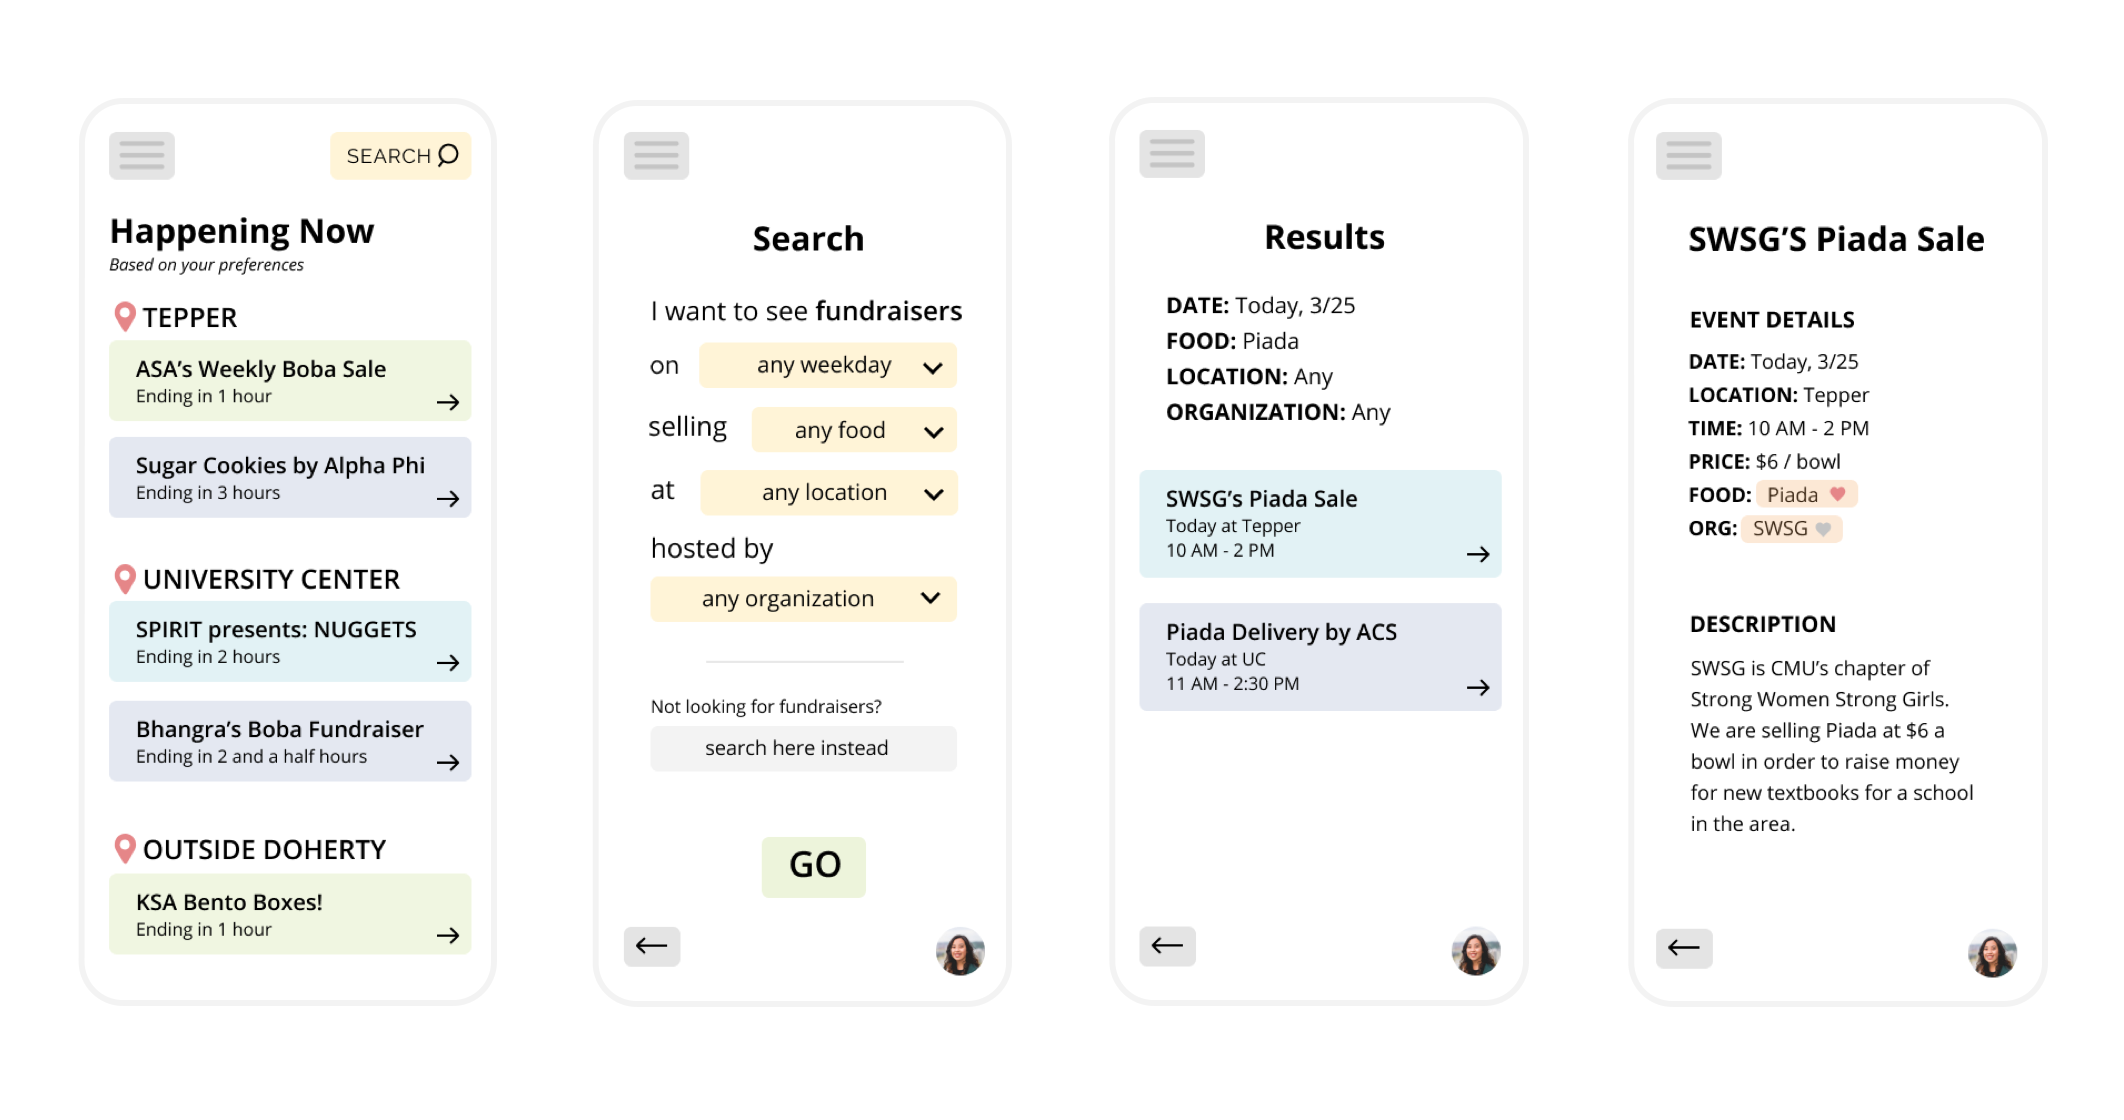 SEARCH
Happening Now
Based on your preferences
TEPPER
ASA's Weekly Boba Sale
Ending in 1 hour
Sugar Cookies by Alpha Phi
Ending in 3 hours
UNIVERSITY CENTER
SPIRIT presents: NUGGETS
Ending in 2 hours
Bhangra's Boba Fundraiser
Ending in 2 and a half hours
OUTSIDE DOHERTY
KSA Bento Boxes!
Ending in 1 hour
Search
I want to see fundraisers
on any weekday
selling any food
at any location
hosted by
any organization
Not looking for fundraisers?
search here instead
GO
Results
DATE: Today, 3/25
FOOD: Piada
LOCATION: Any
ORGANIZATION: Any
SWSG's Piada Sale
Today at Tepper
10 AM - 2 PM
Piada Delivery by ACS
Today at UC
11 AM - 2:30 PM
SWSG'S Piada Sale
EVENT DETAILS
DATE: Today, 3/25
LOCATION: Tepper
TIME: 10 AM - 2 PM
PRICE: $6 / bowl
FOOD: Piada
ORG: SWSG
DESCRIPTION
SWSG is CMU's chapter of
Strong Women Strong Girls.
We are selling Piada at $6 a
bowl in order to raise money
for new textbooks for a school
in the area.